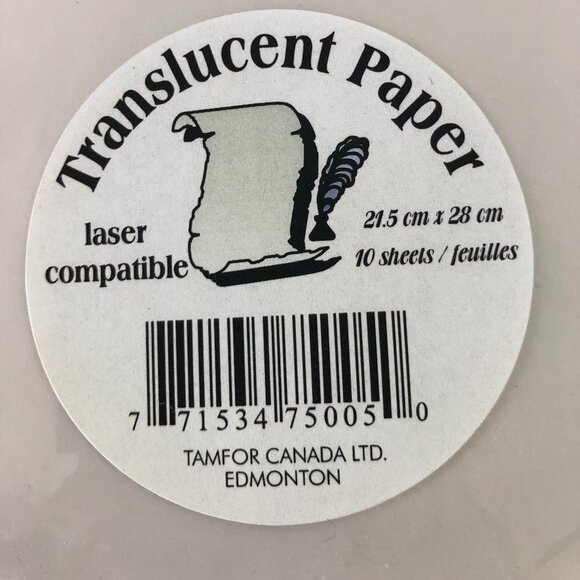 Translucent Paper
laser
compatible
21.5 cm x 28 cm
10 sheets / feuilles
7 71534 75005 0
TAMFOR CANADA LTD.
EDMONTON